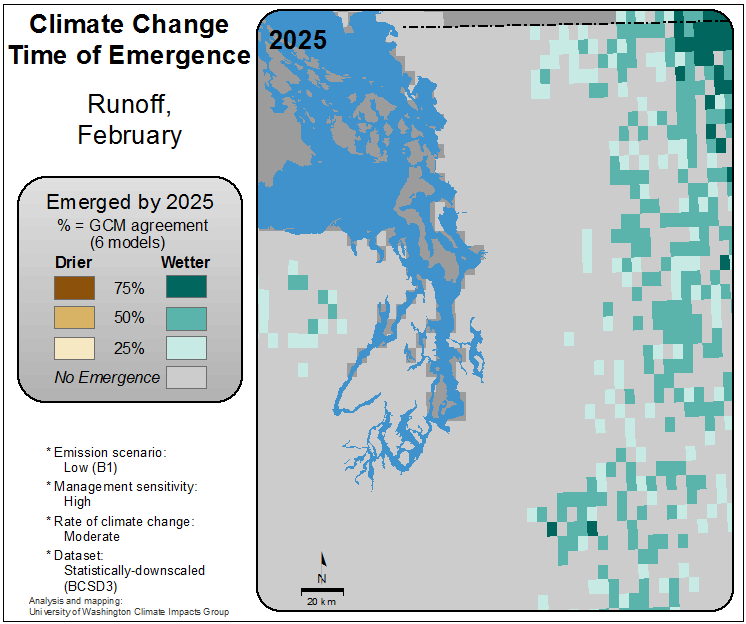 Climate Change
Time of Emergence
Runoff,
February
Emerged by 2025
% = GCM agreement
(6 models)
Drier Wetter
75%
50%
25%
No Emergence
* Emission scenario:
Low (B1)
* Management sensitivity:
High
* Rate of climate change:
Moderate
* Dataset:
Statistically-downscaled
(BCSD3)
Analysis and mapping:
University of Washington Climate Impacts Group
2025
N
20 km